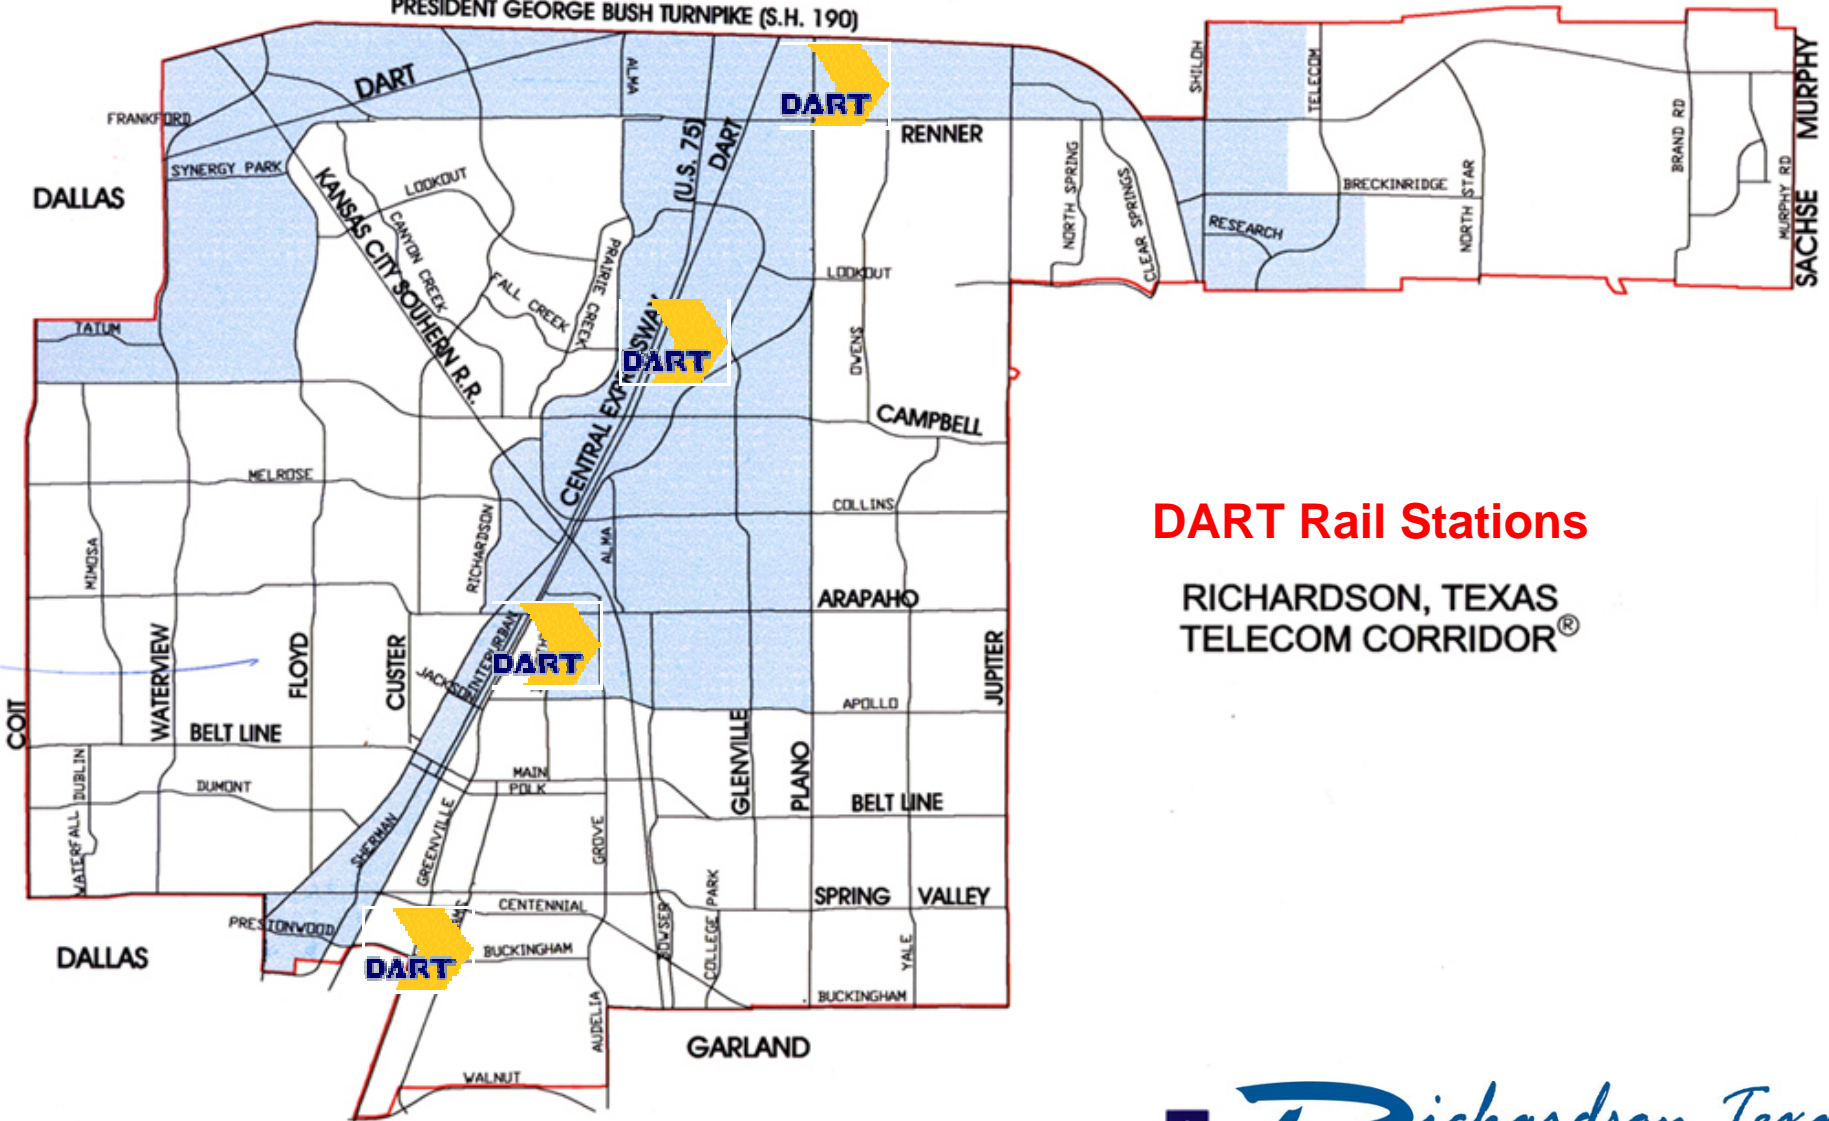 PRESIDENT GEORGE BUSH TURNPIKE (S.H. 190)
DART
ALMA
DART
SHILOH
TELECOM
MURPHY
FRANKFORD
(U.S. 75)
DART
RENNER
BRAND RD
SYNERGY PARK
KANSAS CITY SOUHERN R.R.
LOOKOUT
NORTH SPRING
CLEAR SPRINGS
BRECKINRIDGE
NORTH STAR
MURPHY RD
SACHSE
DALLAS
CANYON CREEK
PRAIRIE CREEK
RESEARCH
FALL CREEK
LOOKOUT
TATUM
DART
OWENS
CENTRAL
CAMPBELL
MELROSE
COLLINS
DART Rail Stations
MIMOSA
RICHARDSON
ALMA
ARAPAHO
RICHARDSON, TEXAS
TELECOM CORRIDOR®
COIT
WATERVIEW
FLOYD
CUSTER
INTERURBAN
DART
JUPITER
APOLLO
BELT LINE
GLENVILLE
PLANO
WATERFALL
DUBLIN
DUMONT
MAIN
POLK
BELT LINE
SHERMAN
GREENVILLE
GROVE
SPRING VALLEY
CENTENNIAL
COLLEGE PARK
PRESTONWOOD
DART
BUCKINGHAM
YALE
DALLAS
BUCKINGHAM
AUDELIA
GARLAND
WALNUT